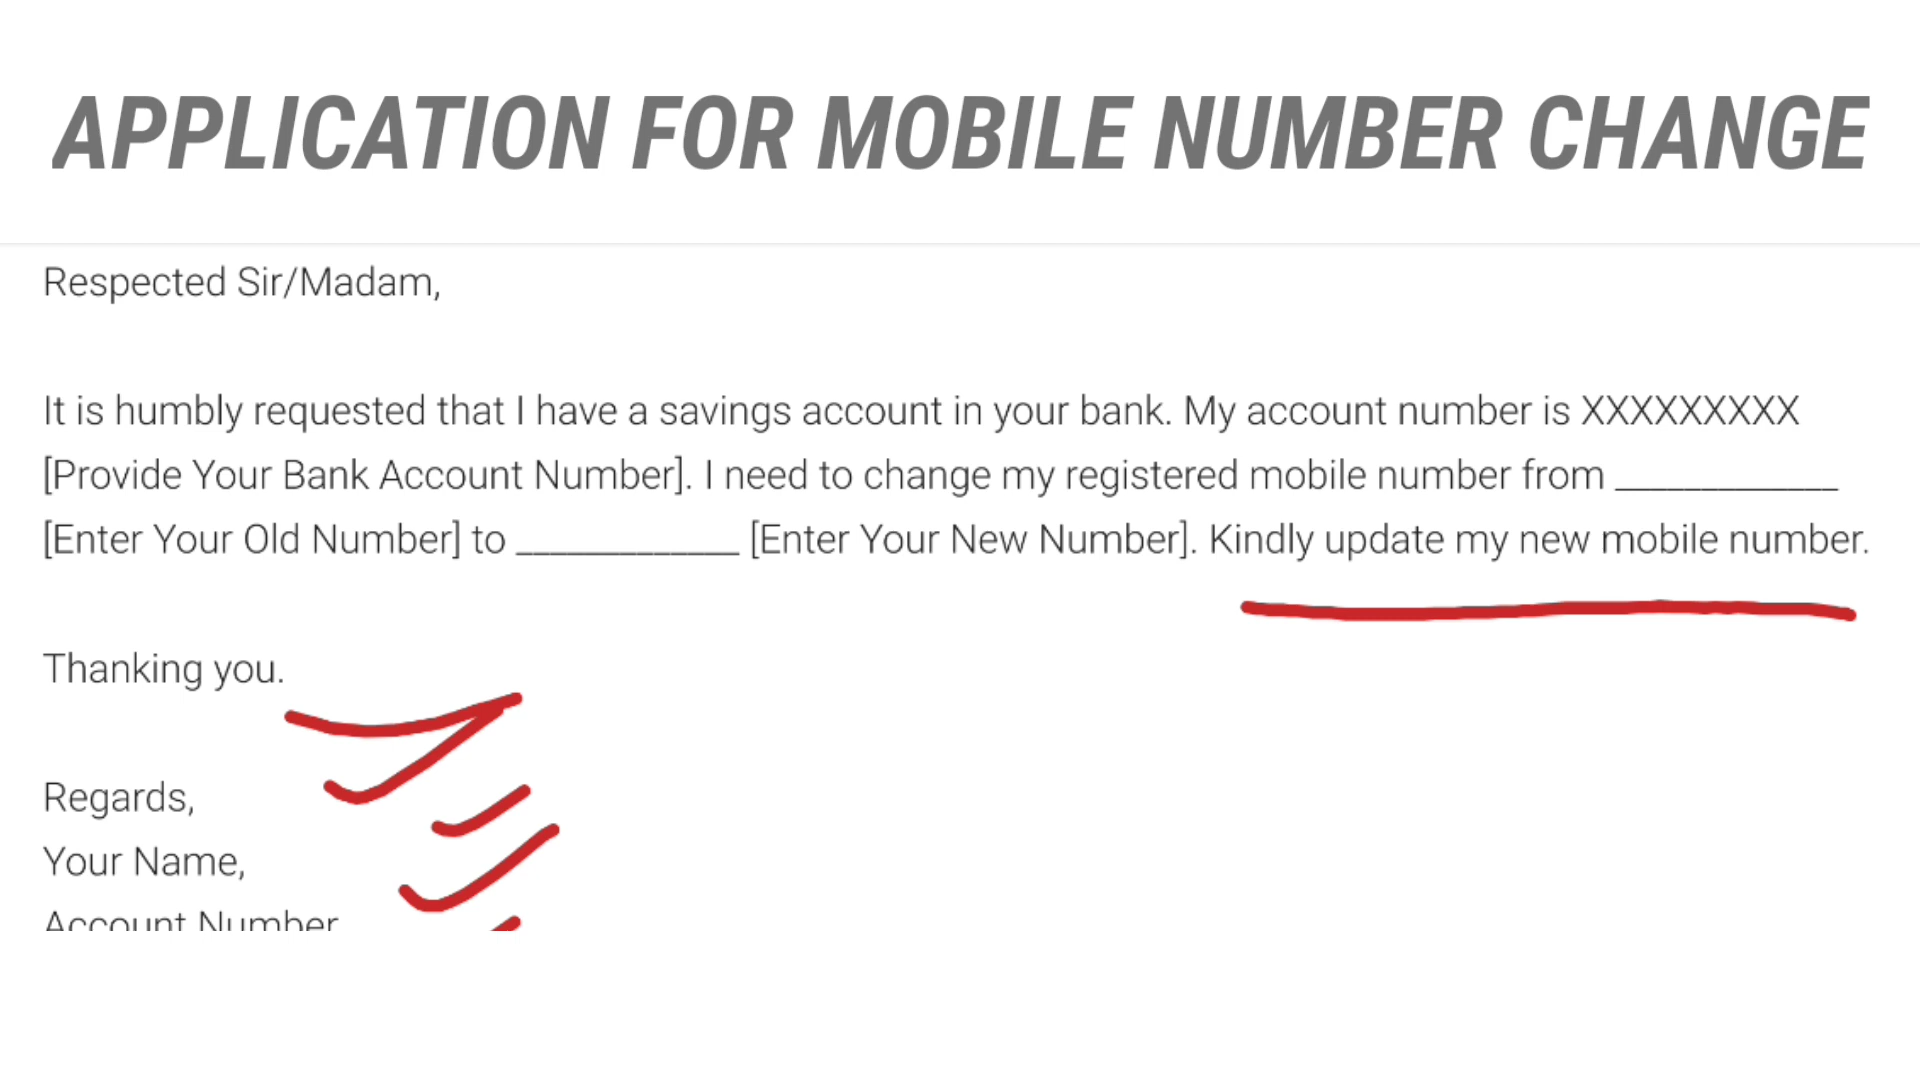 APPLICATION FOR MOBILE NUMBER CHANGE
Respected Sir/Madam,
It is humbly requested that I have a savings account in your bank. My account number is XXXXXXXXX
[Provide Your Bank Account Number]. I need to change my registered mobile number from ____________
[Enter Your Old Number] to ____________ [Enter Your New Number]. Kindly update my new mobile number.
Thanking you.
Regards,
Your Name,
Account Number